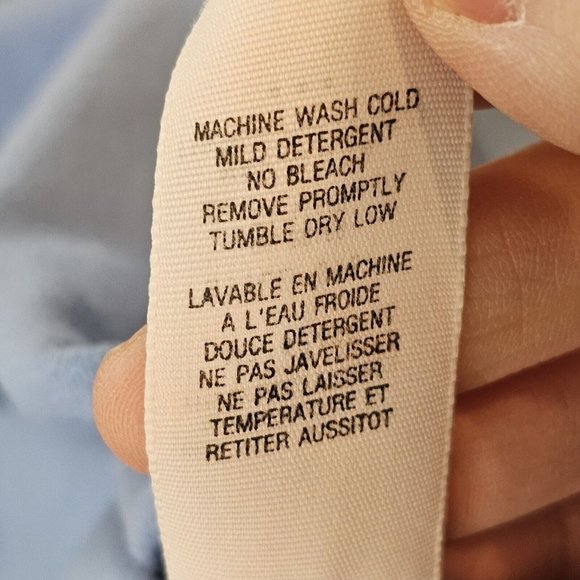 MACHINE WASH COLD
MILD DETERGENT
NO BLEACH
REMOVE PROMPTLY
TUMBLE DRY LOW
LAVABLE EN MACHINE
A L'EAU FROIDE
DOUCE DETERGENT
NE PAS JAVELISSER
NE PAS LAISSER
TEMPERATURE ET
RETITER AUSSITOT